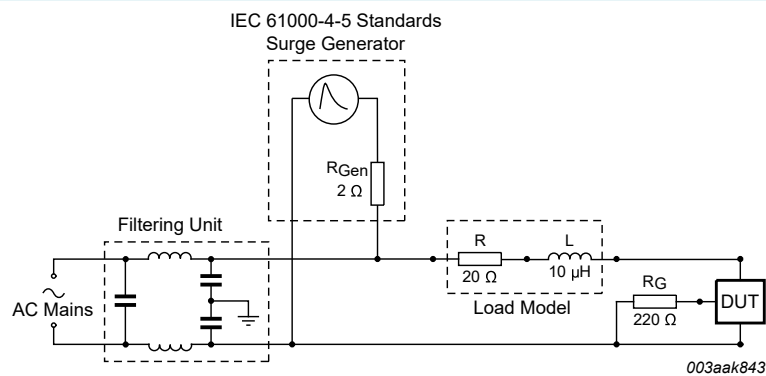 IEC 61000-4-5 Standards
Surge Generator
RGen
2 Ω
Filtering Unit
AC Mains
R
20 Ω
L
10 μH
Load Model
RG
220 Ω
DUT
003aak843